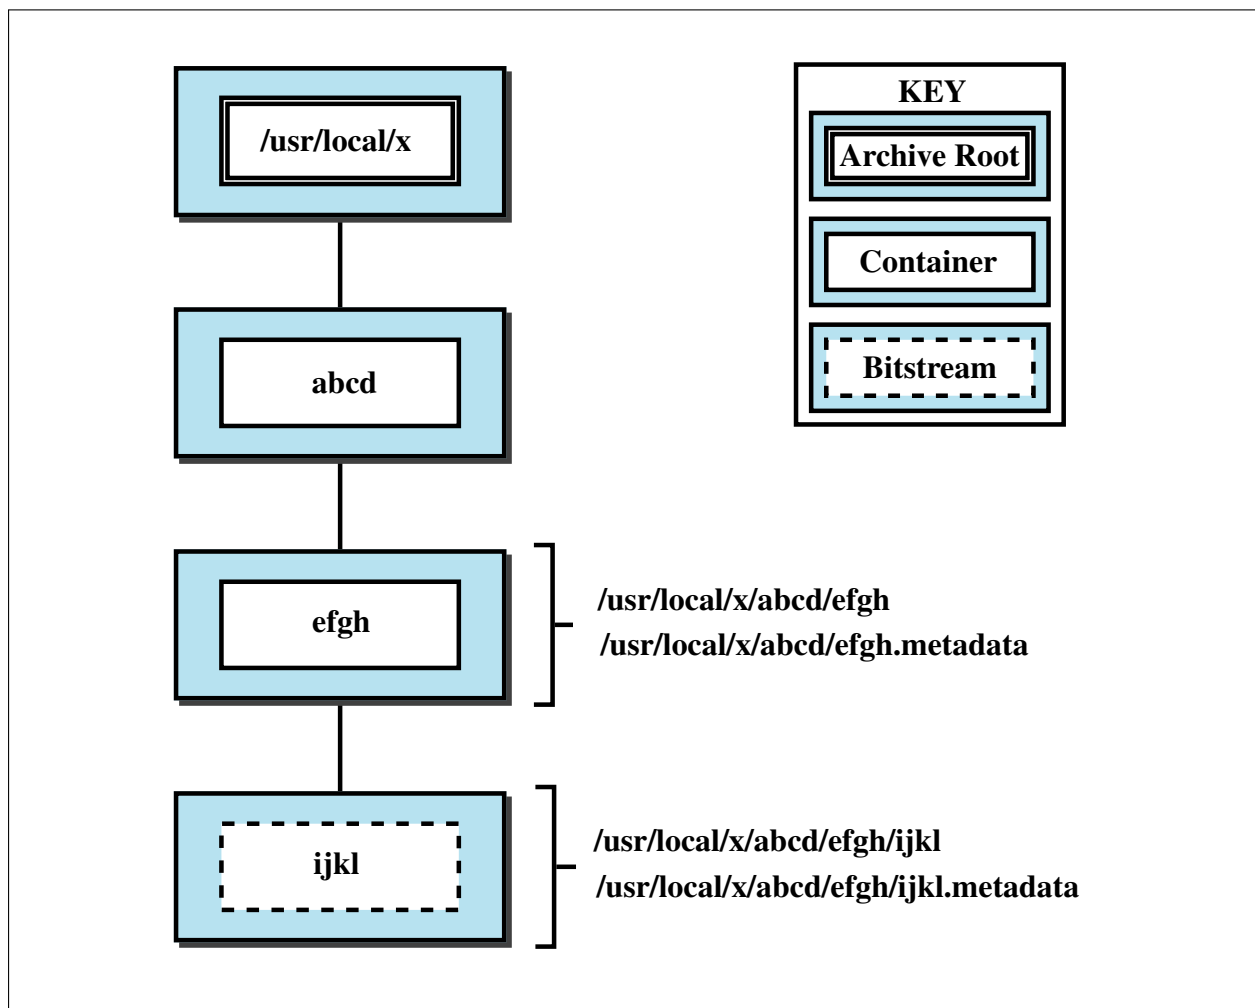 /usr/local/x
abcd
efgh
/usr/local/x/abcd/efgh
/usr/local/x/abcd/efgh.metadata
ijkl
/usr/local/x/abcd/efgh/ijkl
/usr/local/x/abcd/efgh/ijkl.metadata
KEY
Archive Root
Container
Bitstream